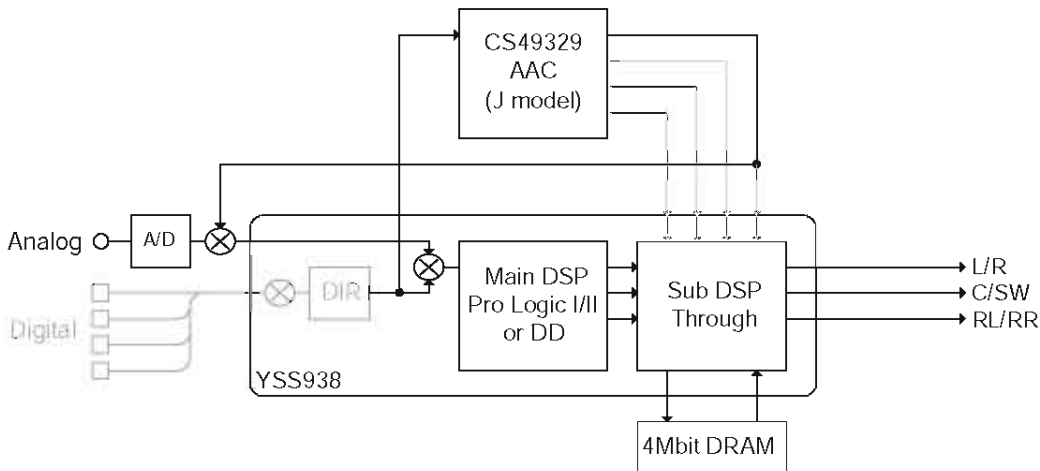 CS49329
AAC
(J model)
Analog
A/D
DIR
Digital
Main DSP
Pro Logic I/II
or DD
Sub DSP
Through
L/R
C/SW
RL/RR
YSS938
4Mbit DRAM